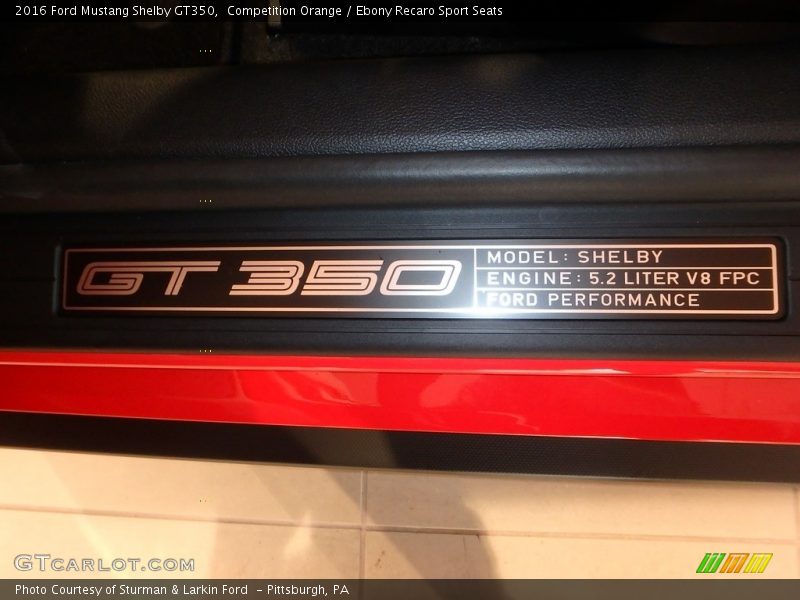 2016 Ford Mustang Shelby GT350, Competition Orange / Ebony Recaro Sport Seats
GT 350
MODEL: SHELBY
ENGINE: 5.2 LITER V8 FPC
FORD PERFORMANCE
GTCARLOT.COM
Photo Courtesy of Sturman & Larkin Ford - Pittsburgh, PA